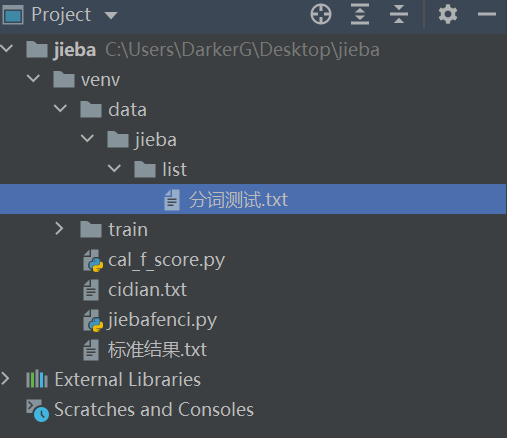 Project
jieba C:\Users\DarkerG\Desktop\jieba
venv
data
jieba
list
分词测试.txt
train
cal_f_score.py
cidian.txt
jiebafenci.py
标准结果.txt
External Libraries
Scratches and Consoles